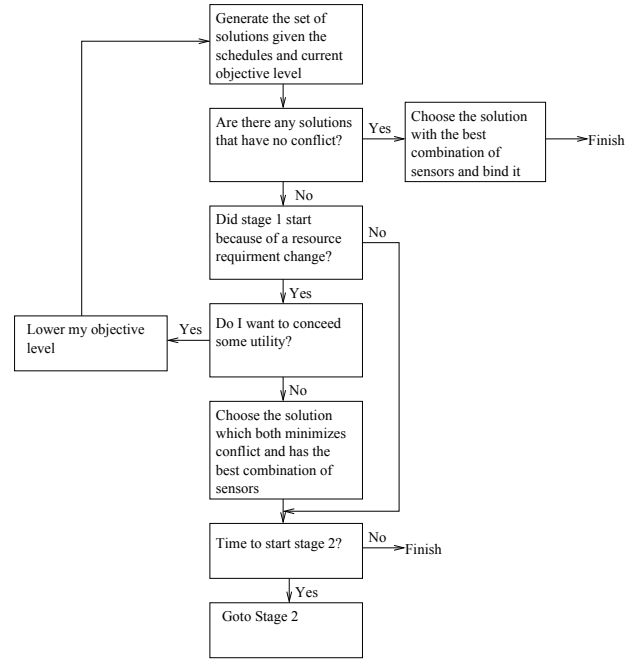 Generate the set of
solutions given the
schedules and current
objective level
Are there any solutions
that have no conflict?
Yes
Choose the solution
with the best
combination of
sensors and bind it
Finish
No
Did stage 1 start
because of a resource
requirment change?
No
Yes
Do I want to conceed
some utility?
Yes
Lower my objective
level
No
Choose the solution
which both minimizes
conflict and has the
best combination of
sensors
Time to start stage 2?
No
Finish
Yes
Goto Stage 2